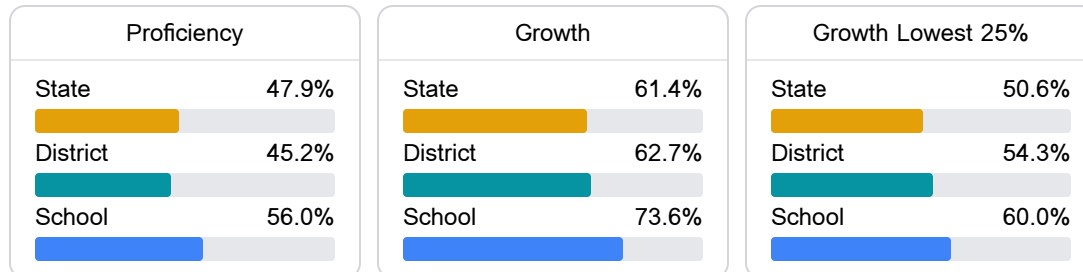 Proficiency
State 47.9%
District 45.2%
School 56.0%
Growth
State 61.4%
District 62.7%
School 73.6%
Growth Lowest 25%
State 50.6%
District 54.3%
School 60.0%